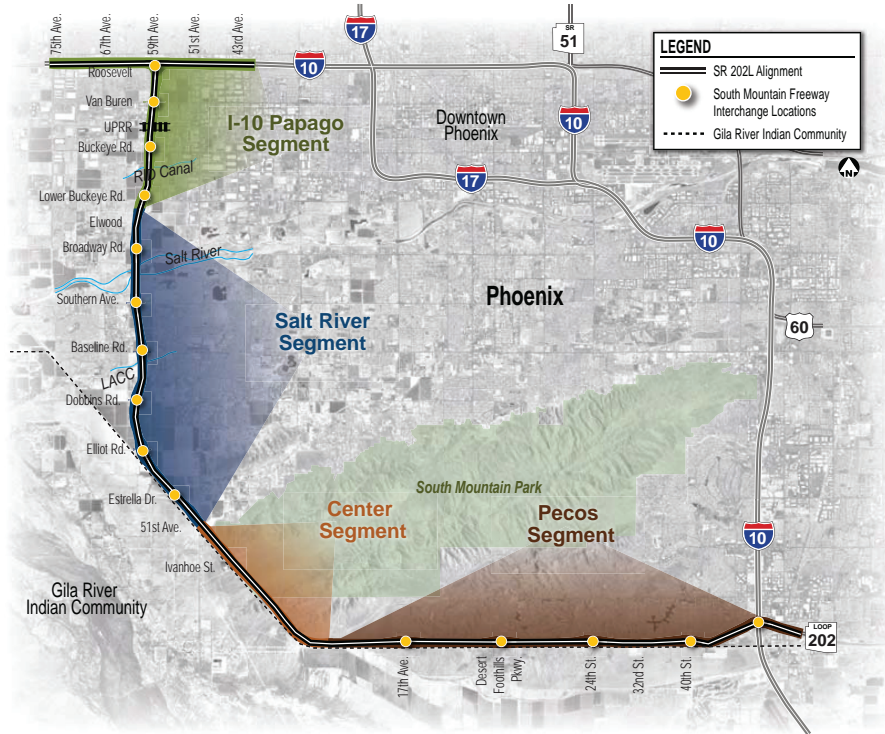 75th Ave.
67th Ave.
59th Ave.
51st Ave.
43rd Ave.
17
SR
51
LEGEND
SR 202L Alignment
South Mountain Freeway
Interchange Locations
Gila River Indian Community
N
10
Roosevelt
Van Buren
UPRR
Buckeye Rd.
RID Canal
Lower Buckeye Rd.
I-10 Papago
Segment
Downtown
Phoenix
10
17
10
Elwood
Broadway Rd.
Salt River
Southern Ave.
Phoenix
Salt River
Segment
60
Baseline Rd.
LACC
Dobbins Rd.
Elliot Rd.
Estrella Dr.
51st Ave.
Ivanhoe St.
South Mountain Park
Center
Segment
Pecos
Segment
10
Gila River
Indian Community
LOOP
202
17th Ave.
Desert
Foothills
Pkwy.
24th St.
32nd St.
40th St.